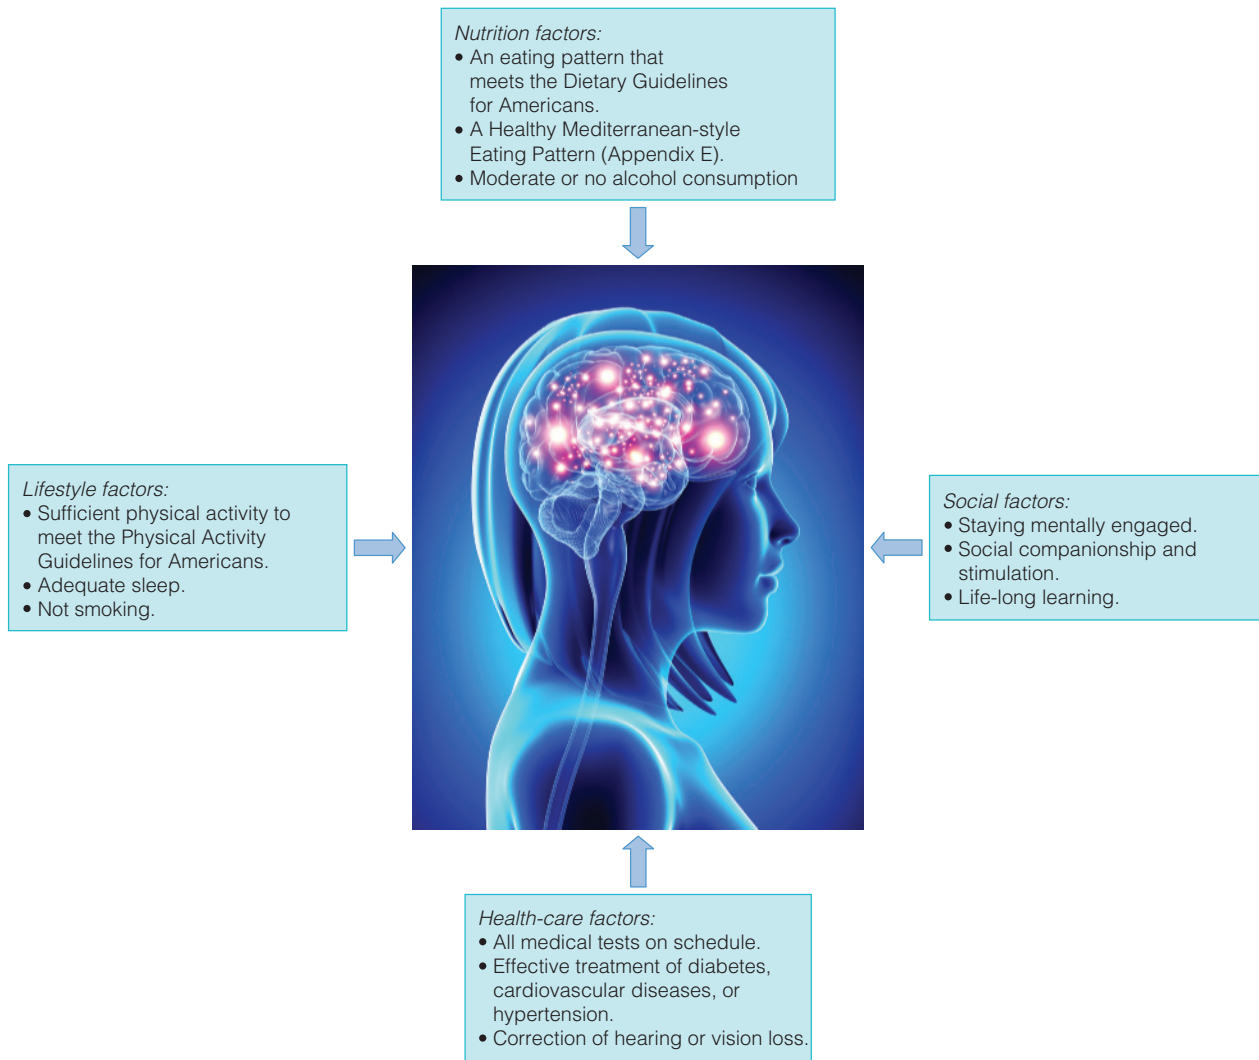 Nutrition factors:
• An eating pattern that
meets the Dietary Guidelines
for Americans.
• A Healthy Mediterranean-style
Eating Pattern (Appendix E).
• Moderate or no alcohol consumption
Lifestyle factors:
• Sufficient physical activity to
meet the Physical Activity
Guidelines for Americans.
• Adequate sleep.
• Not smoking.
Social factors:
• Staying mentally engaged.
• Social companionship and
stimulation.
• Life-long learning.
Health-care factors:
• All medical tests on schedule.
• Effective treatment of diabetes,
cardiovascular diseases, or
hypertension.
• Correction of hearing or vision loss.